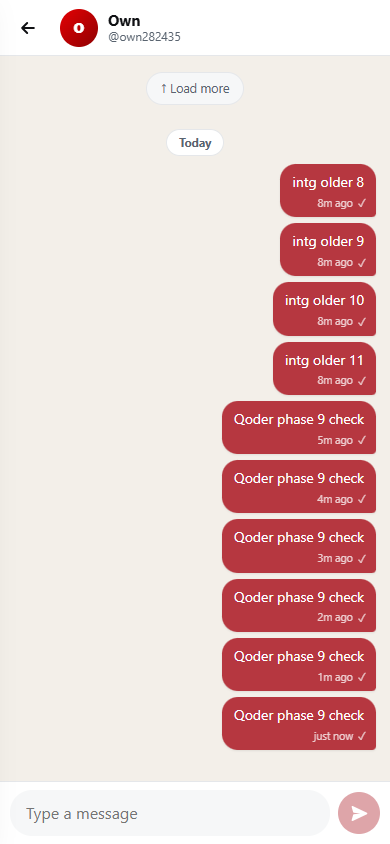 O
Own
@own282435
↑ Load more
Today
intg older 8
8m ago ✓
intg older 9
8m ago ✓
intg older 10
8m ago ✓
intg older 11
8m ago ✓
Qoder phase 9 check
5m ago ✓
Qoder phase 9 check
4m ago ✓
Qoder phase 9 check
3m ago ✓
Qoder phase 9 check
2m ago ✓
Qoder phase 9 check
1m ago ✓
Qoder phase 9 check
just now ✓
Type a message